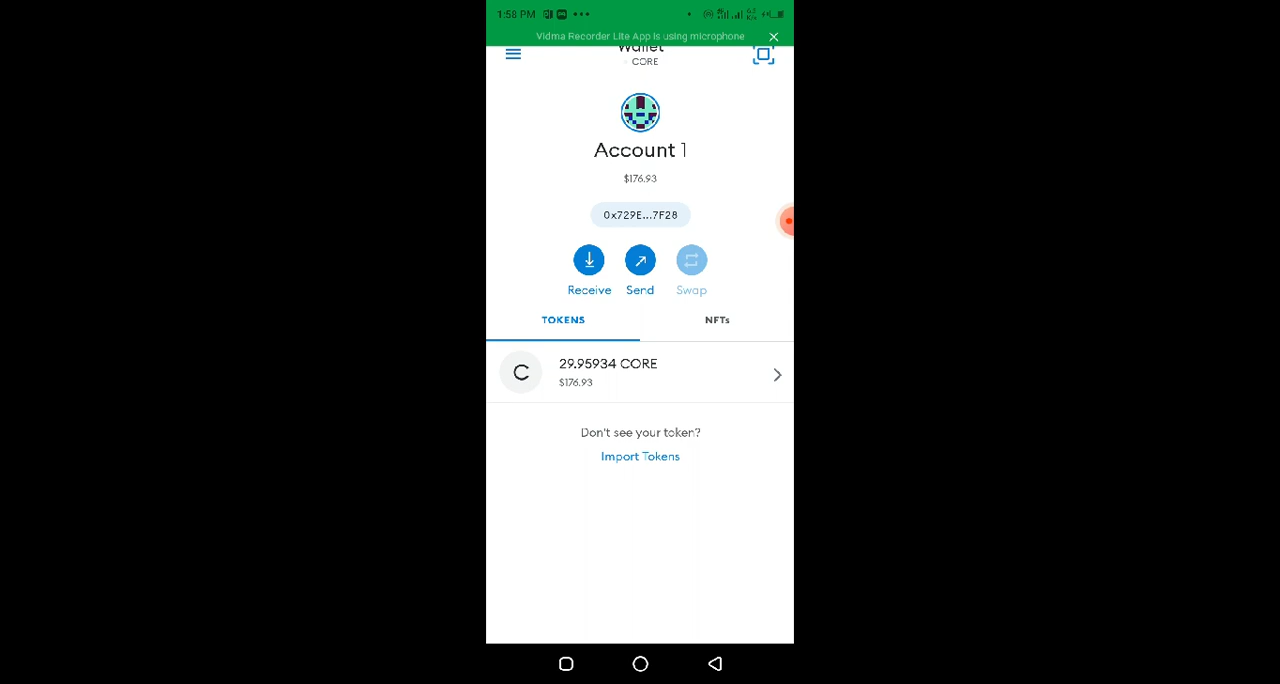 1:58 PM
Vidma Recorder Lite App is using microphone
Wallet
CORE
Account 1
$176.93
0x729E...7F28
Receive Send Swap
TOKENS NFTs
C
29.95934 CORE
$176.93
Don't see your token?
Import Tokens